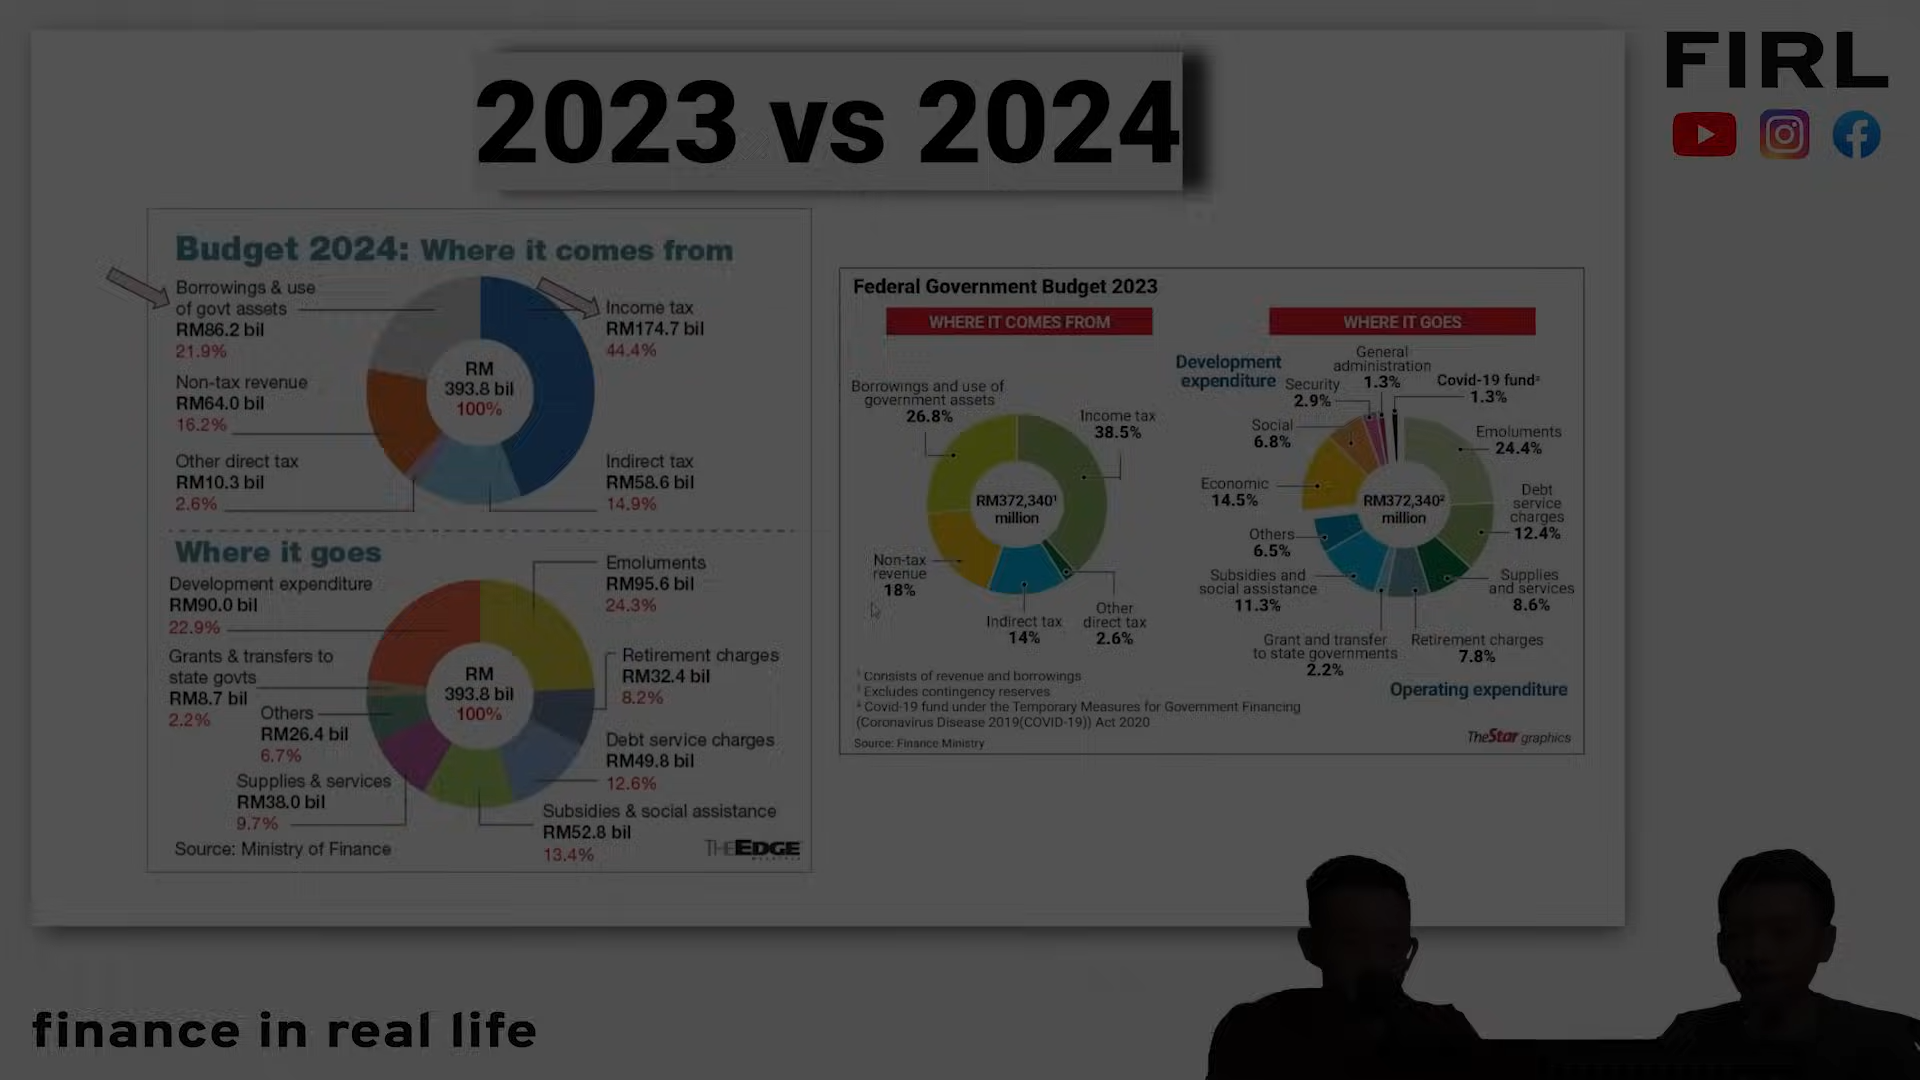 2023 vs 2024
FIRL
Budget 2024: Where it comes from
Borrowings & use
of govt assets
RM86.2 bil
21.9%
Non-tax revenue
RM64.0 bil
16.2%
Other direct tax
RM10.3 bil
2.6%
RM
393.8 bil
100%
Income tax
RM174.7 bil
44.4%
Indirect tax
RM58.6 bil
14.9%
Where it goes
Development expenditure
RM90.0 bil
22.9%
Grants & transfers to
state govts
RM8.7 bil
2.2%
Others
RM26.4 bil
6.7%
Supplies & services
RM38.0 bil
9.7%
RM
393.8 bil
100%
Emoluments
RM95.6 bil
24.3%
Retirement charges
RM32.4 bil
8.2%
Debt service charges
RM49.8 bil
12.6%
Subsidies & social assistance
RM52.8 bil
13.4%
Source: Ministry of Finance
THE EDGE
Federal Government Budget 2023
WHERE IT COMES FROM
Borrowings and use of
government assets
26.8%
Income tax
38.5%
RM372,340¹
million
Non-tax
revenue
18%
Indirect tax
14%
Other
direct tax
2.6%
WHERE IT GOES
Development
expenditure
General
administration
1.3%
Security
2.9%
Covid-19 fund³
1.3%
Social
6.8%
Emoluments
24.4%
Economic
14.5%
RM372,340²
million
Debt
service
charges
12.4%
Others
6.5%
Subsidies and
social assistance
11.3%
Supplies
and services
8.6%
Grant and transfer
to state governments
2.2%
Retirement charges
7.8%
Operating expenditure
Consists of revenue and borrowings
Excludes contingency reserves
Covid-19 fund under the Temporary Measures for Government Financing
(Coronavirus Disease 2019(COVID-19)) Act 2020
Source: Finance Ministry
TheStar graphics
finance in real life